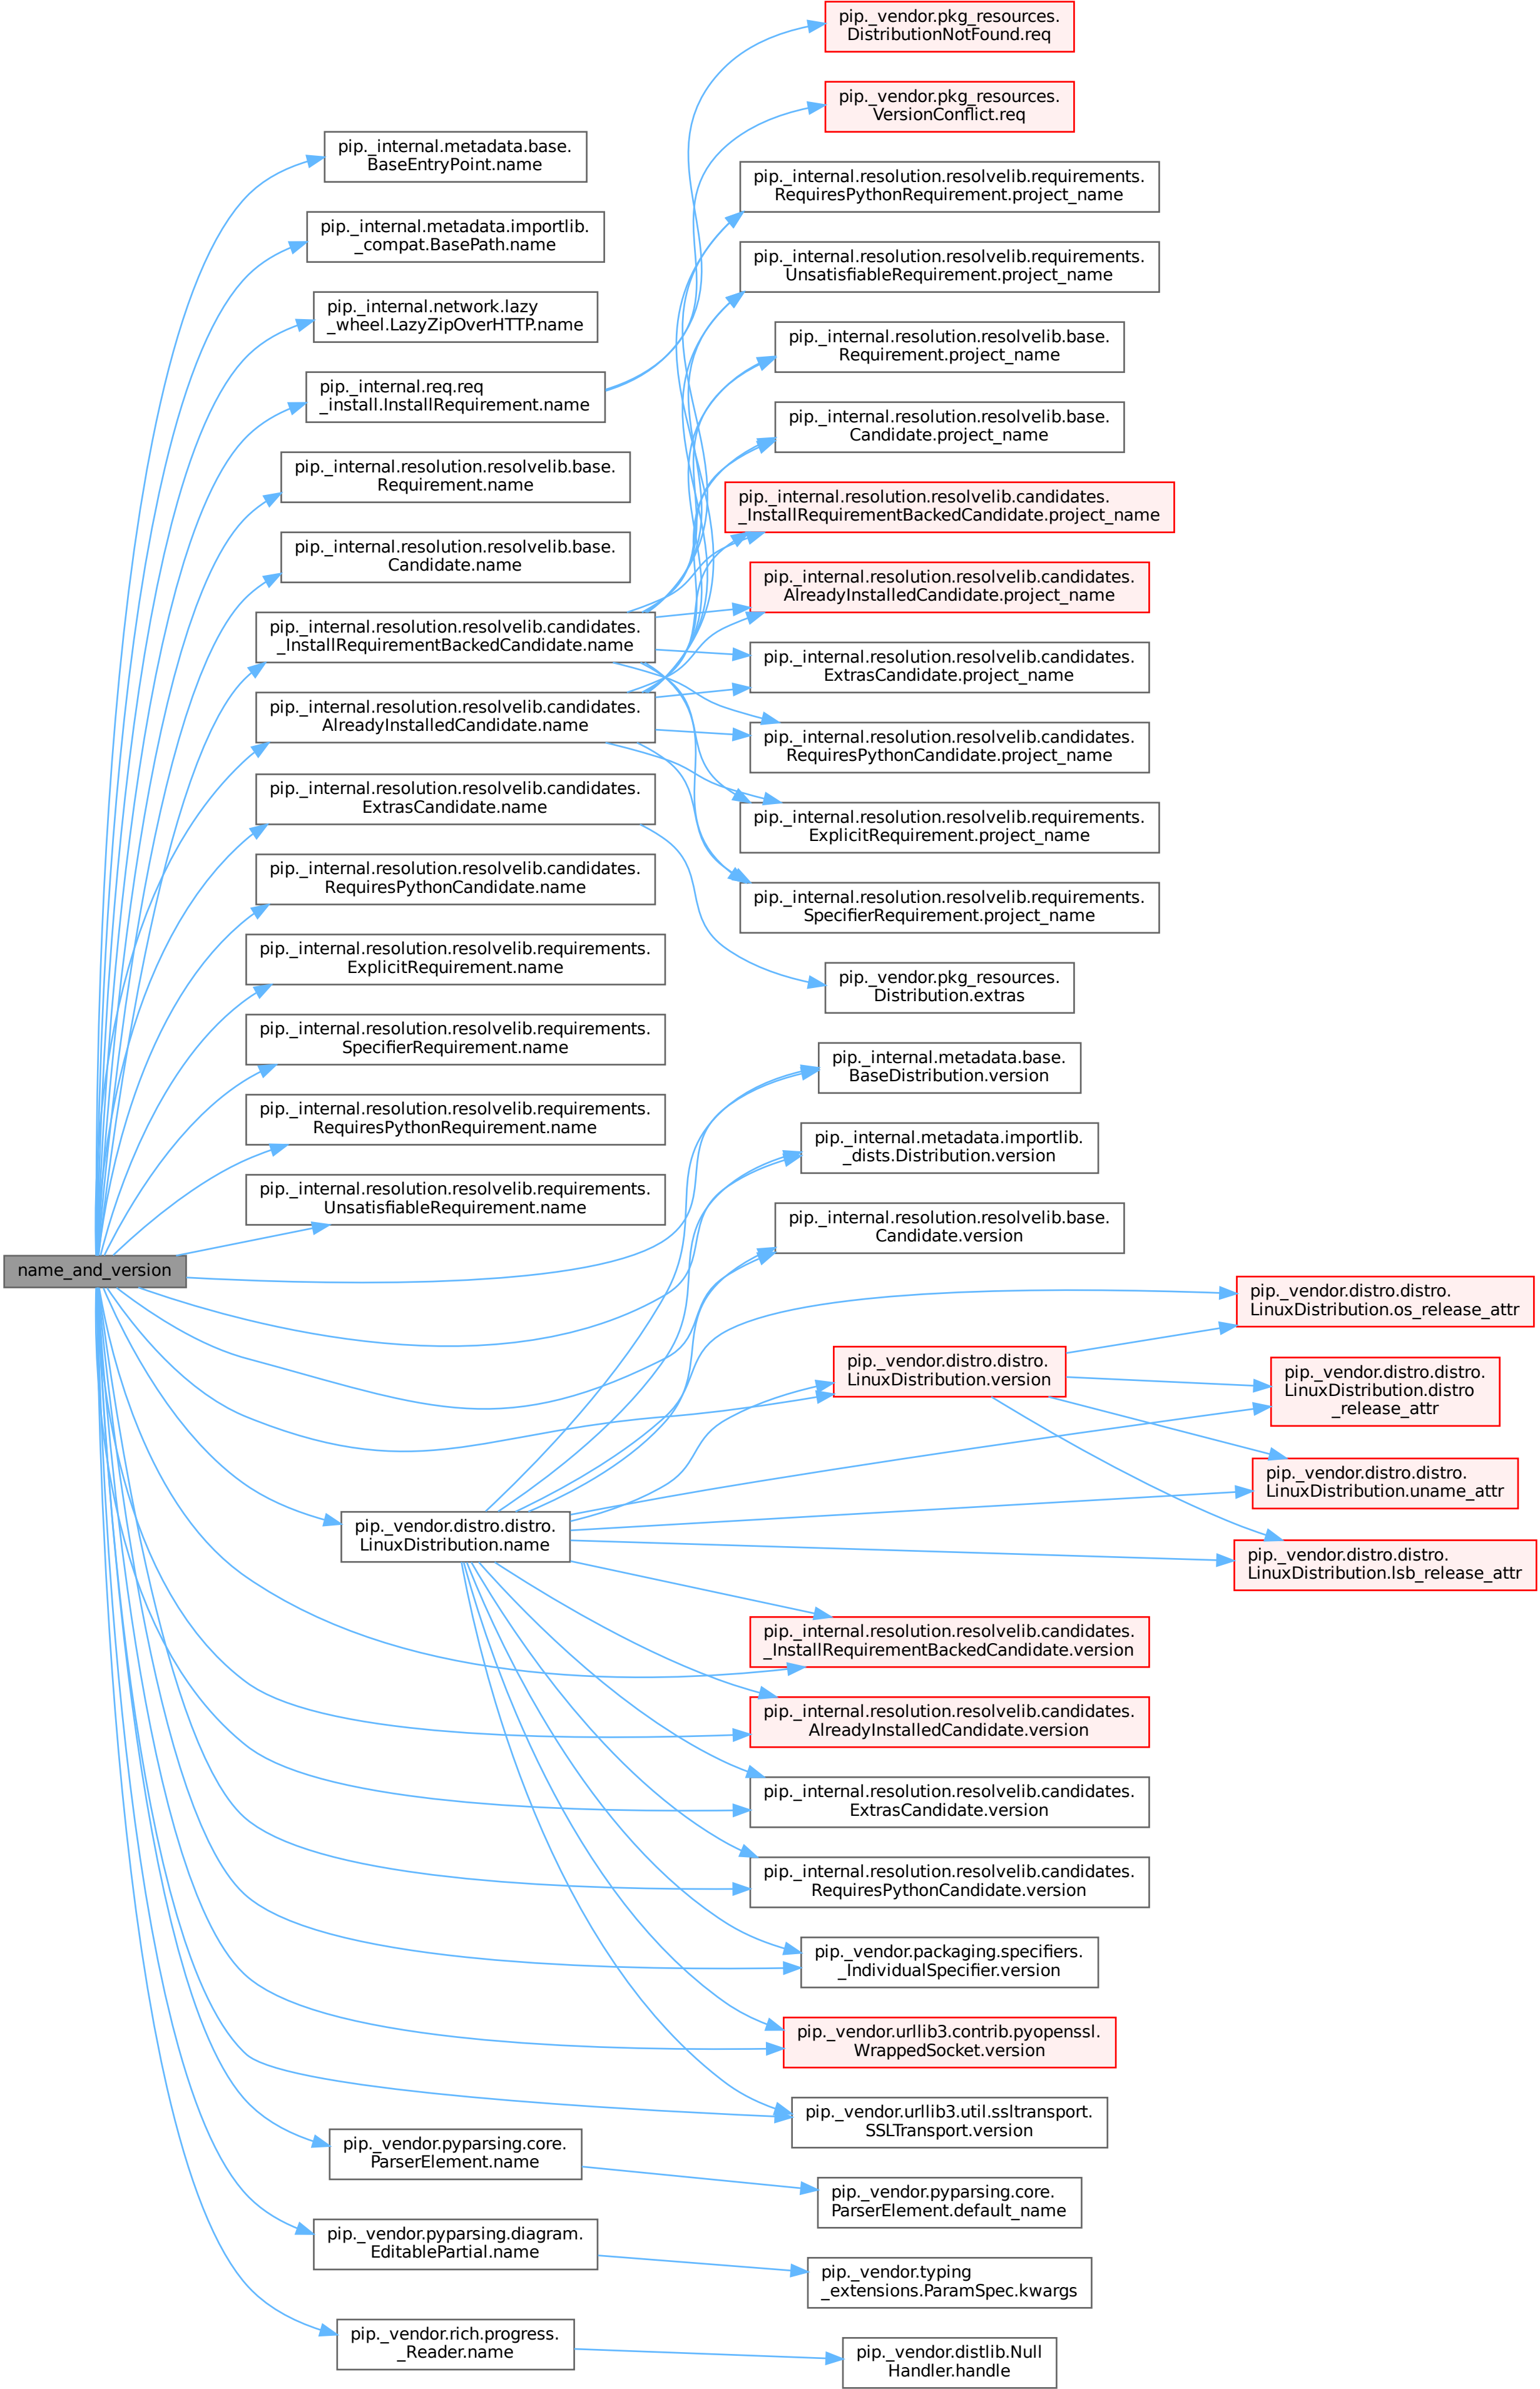 name_and_version
pip._internal.metadata.base.
BaseEntryPoint.name
pip._internal.metadata.importlib.
_compat.BasePath.name
pip._internal.network.lazy
_wheel.LazyZipOverHTTP.name
pip._internal.req.req
_install.InstallRequirement.name
pip._internal.resolution.resolvelib.base.
Requirement.name
pip._internal.resolution.resolvelib.base.
Candidate.name
pip._internal.resolution.resolvelib.candidates.
_InstallRequirementBackedCandidate.name
pip._internal.resolution.resolvelib.candidates.
AlreadyInstalledCandidate.name
pip._internal.resolution.resolvelib.candidates.
ExtrasCandidate.name
pip._internal.resolution.resolvelib.candidates.
RequiresPythonCandidate.name
pip._internal.resolution.resolvelib.requirements.
ExplicitRequirement.name
pip._internal.resolution.resolvelib.requirements.
SpecifierRequirement.name
pip._internal.resolution.resolvelib.requirements.
RequiresPythonRequirement.name
pip._internal.resolution.resolvelib.requirements.
UnsatisfiableRequirement.name
pip._vendor.distro.distro.
LinuxDistribution.name
pip._vendor.pyparsing.core.
ParserElement.name
pip._vendor.pyparsing.diagram.
EditablePartial.name
pip._vendor.rich.progress.
_Reader.name
pip._vendor.pkg_resources.
DistributionNotFound.req
pip._vendor.pkg_resources.
VersionConflict.req
pip._internal.resolution.resolvelib.requirements.
RequiresPythonRequirement.project_name
pip._internal.resolution.resolvelib.requirements.
UnsatisfiableRequirement.project_name
pip._internal.resolution.resolvelib.base.
Requirement.project_name
pip._internal.resolution.resolvelib.base.
Candidate.project_name
pip._internal.resolution.resolvelib.candidates.
_InstallRequirementBackedCandidate.project_name
pip._internal.resolution.resolvelib.candidates.
AlreadyInstalledCandidate.project_name
pip._internal.resolution.resolvelib.candidates.
ExtrasCandidate.project_name
pip._internal.resolution.resolvelib.candidates.
RequiresPythonCandidate.project_name
pip._internal.resolution.resolvelib.requirements.
ExplicitRequirement.project_name
pip._internal.resolution.resolvelib.requirements.
SpecifierRequirement.project_name
pip._vendor.pkg_resources.
Distribution.extras
pip._internal.metadata.base.
BaseDistribution.version
pip._internal.metadata.importlib.
_dists.Distribution.version
pip._internal.resolution.resolvelib.base.
Candidate.version
pip._vendor.distro.distro.
LinuxDistribution.version
pip._internal.resolution.resolvelib.candidates.
_InstallRequirementBackedCandidate.version
pip._internal.resolution.resolvelib.candidates.
AlreadyInstalledCandidate.version
pip._internal.resolution.resolvelib.candidates.
ExtrasCandidate.version
pip._internal.resolution.resolvelib.candidates.
RequiresPythonCandidate.version
pip._vendor.packaging.specifiers.
_IndividualSpecifier.version
pip._vendor.urllib3.contrib.pyopenssl.
WrappedSocket.version
pip._vendor.urllib3.util.ssltransport.
SSLTransport.version
pip._vendor.pyparsing.core.
ParserElement.default_name
pip._vendor.typing
_extensions.ParamSpec.kwargs
pip._vendor.distlib.Null
Handler.handle
pip._vendor.distro.distro.
LinuxDistribution.os_release_attr
pip._vendor.distro.distro.
LinuxDistribution.distro
_release_attr
pip._vendor.distro.distro.
LinuxDistribution.uname_attr
pip._vendor.distro.distro.
LinuxDistribution.lsb_release_attr